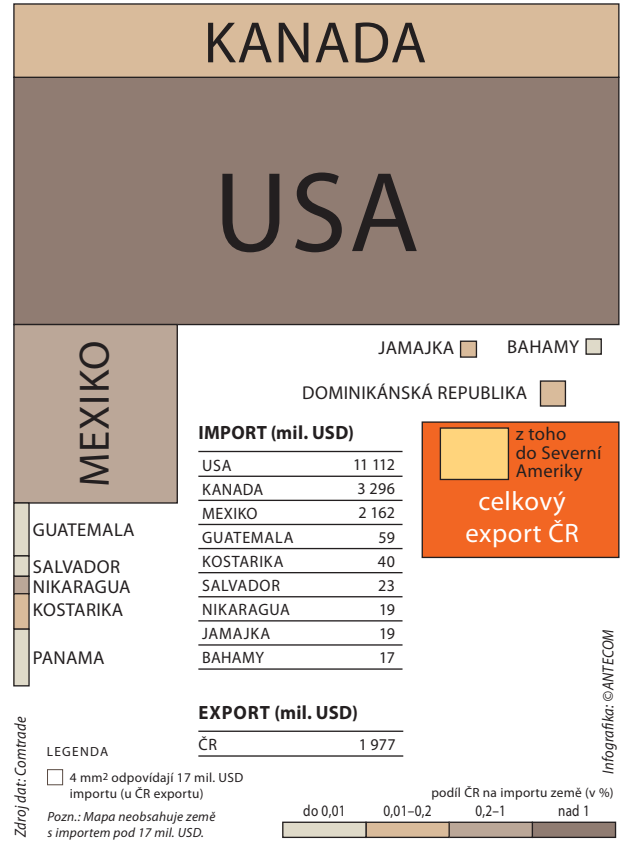 KANADA
USA
MEXIKO
JAMAJKA
BAHAMY
DOMINIKÁNSKÁ REPUBLIKA
z toho
do Severní
Ameriky
celkový
export ČR
GUATEMALA
SALVADOR
NIKARAGUA
KOSTARIKA
PANAMA
IMPORT (mil. USD)
USA 11 112
KANADA 3 296
MEXIKO 2 162
GUATEMALA 59
KOSTARIKA 40
SALVADOR 23
NIKARAGUA 19
JAMAJKA 19
BAHAMY 17
EXPORT (mil. USD)
ČR 1 977
LEGENDA
4 mm2 odpovídají 17 mil. USD
importu (u ČR exportu)
Pozn.: Mapa neobsahuje země
s importem pod 17 mil. USD.
podíl ČR na importu země (v %)
do 0,01 0,01–0,2 0,2–1 nad 1
Zdroj dat: Comtrade
Infografika: ©ANTECOM